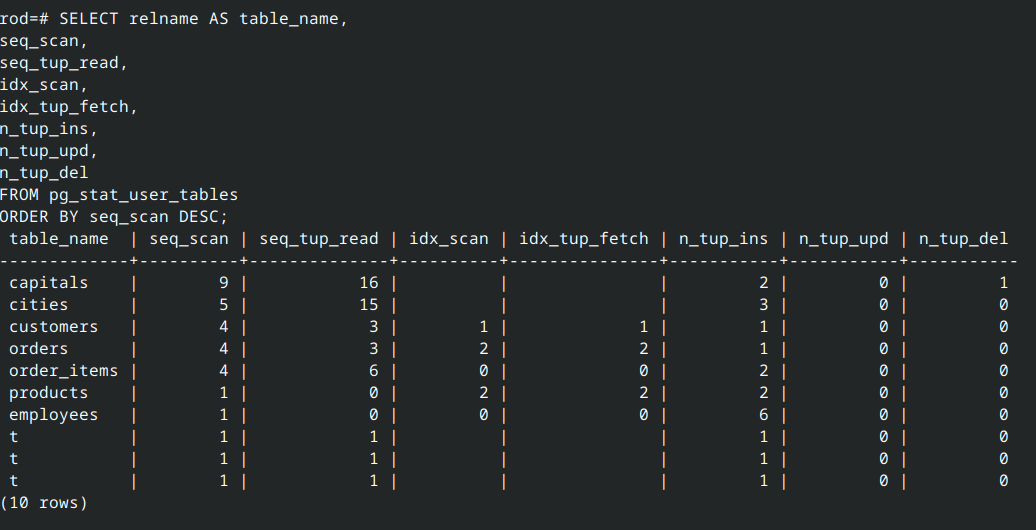 rod=# SELECT relname AS table_name,
seq_scan,
seq_tup_read,
idx_scan,
idx_tup_fetch,
n_tup_ins,
n_tup_upd,
n_tup_del
FROM pg_stat_user_tables
ORDER BY seq_scan DESC;
 table_name  | seq_scan | seq_tup_read | idx_scan | idx_tup_fetch | n_tup_ins | n_tup_upd | n_tup_del
-------------+----------+--------------+----------+---------------+-----------+-----------+-----------
 capitals    |        9 |           16 |          |               |         2 |         0 |         1
 cities      |        5 |           15 |          |               |         3 |         0 |         0
 customers   |        4 |            3 |        1 |             1 |         1 |         0 |         0
 orders      |        4 |            3 |        2 |             2 |         1 |         0 |         0
 order_items |        4 |            6 |        0 |             0 |         2 |         0 |         0
 products    |        1 |            0 |        2 |             2 |         2 |         0 |         0
 employees   |        1 |            0 |        0 |             0 |         6 |         0 |         0
 t           |        1 |            1 |          |               |         1 |         0 |         0
 t           |        1 |            1 |          |               |         1 |         0 |         0
 t           |        1 |            1 |          |               |         1 |         0 |         0
(10 rows)